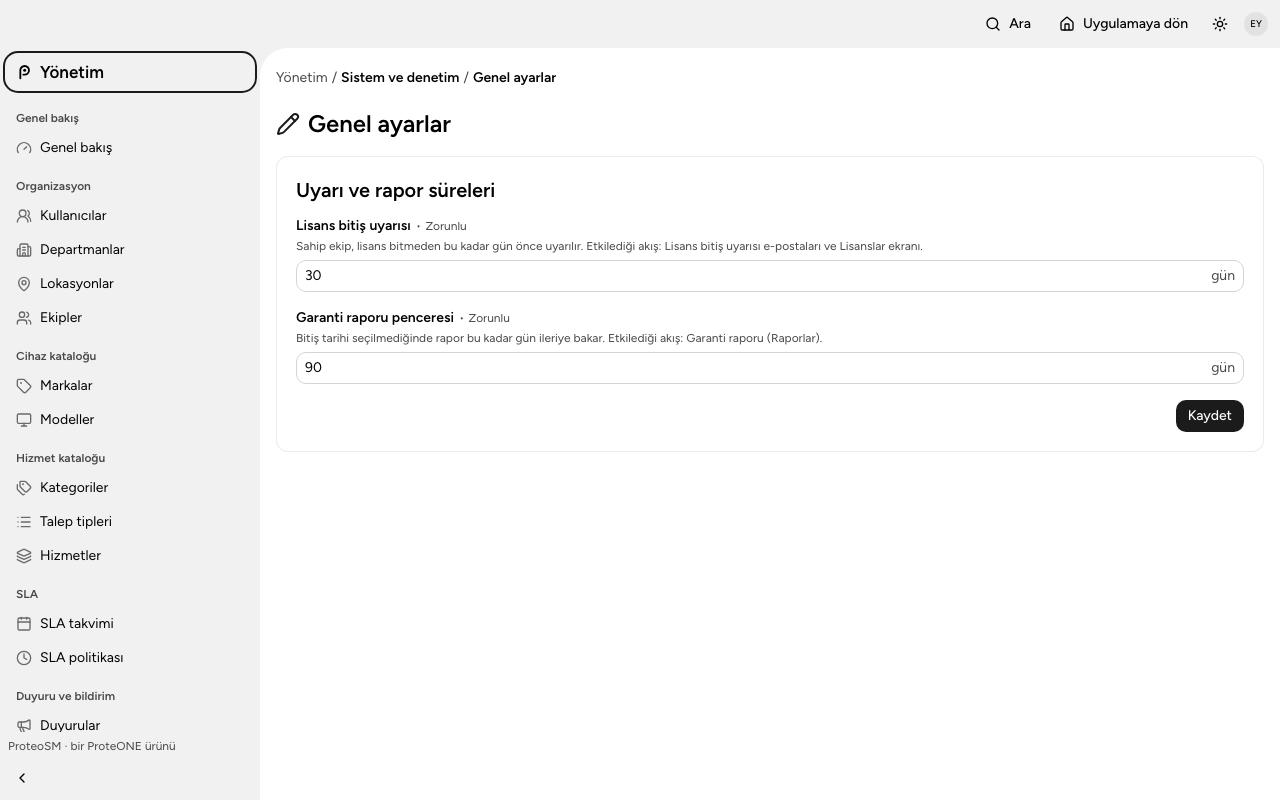 Ara
Uygulamaya dön
EY
Yönetim
Genel bakış
Genel bakış
Organizasyon
Kullanıcılar
Departmanlar
Lokasyonlar
Ekipler
Cihaz kataloğu
Markalar
Modeller
Hizmet kataloğu
Kategoriler
Talep tipleri
Hizmetler
SLA
SLA takvimi
SLA politikası
Duyuru ve bildirim
Duyurular
ProteoSM · bir ProteONE ürünü
Yönetim / Sistem ve denetim / Genel ayarlar
Genel ayarlar
Uyarı ve rapor süreleri
Lisans bitiş uyarısı · Zorunlu
Sahip ekip, lisans bitmeden bu kadar gün önce uyarılır. Etkilediği akış: Lisans bitiş uyarısı e-postaları ve Lisanslar ekranı.
30 gün
Garanti raporu penceresi · Zorunlu
Bitiş tarihi seçilmediğinde rapor bu kadar gün ileriye bakar. Etkilediği akış: Garanti raporu (Raporlar).
90 gün
Kaydet